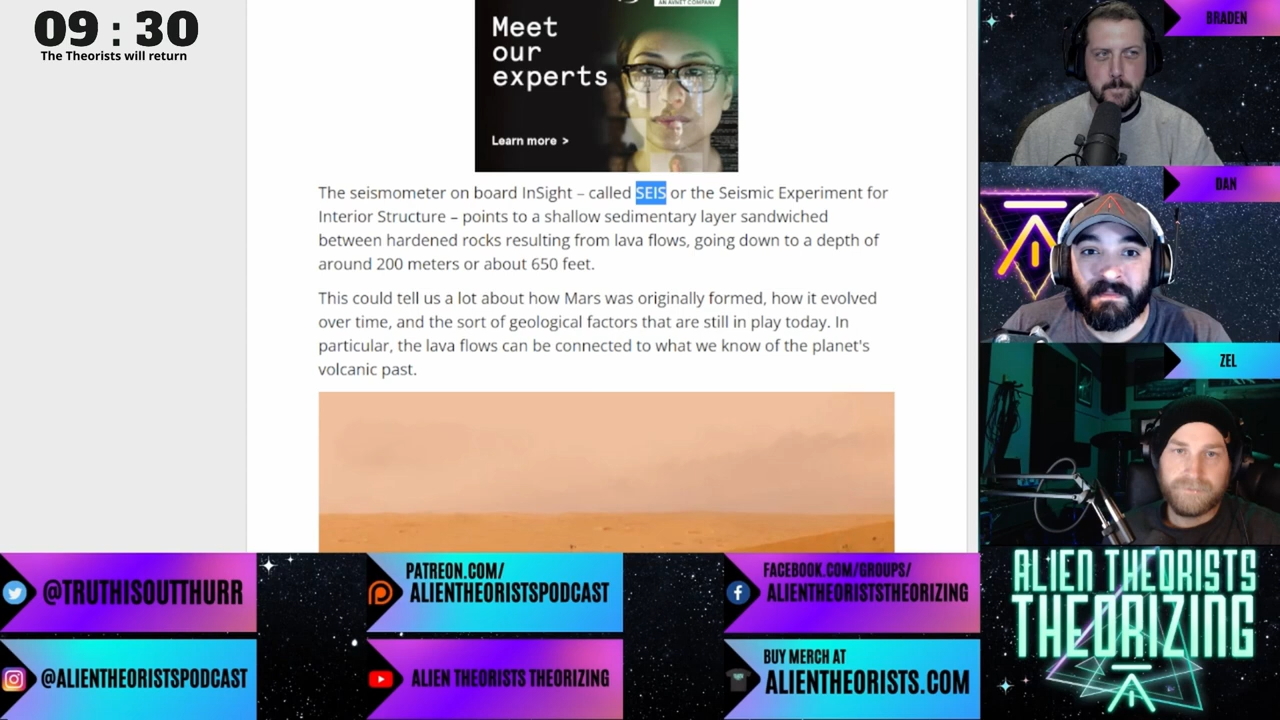 09 : 30
The Theorists will return
AN AVNET COMPANY
Meet
our
experts
Learn more >
The seismometer on board InSight – called SEIS or the Seismic Experiment for
Interior Structure – points to a shallow sedimentary layer sandwiched
between hardened rocks resulting from lava flows, going down to a depth of
around 200 meters or about 650 feet.
This could tell us a lot about how Mars was originally formed, how it evolved
over time, and the sort of geological factors that are still in play today. In
particular, the lava flows can be connected to what we know of the planet's
volcanic past.
BRADEN
DAN
ZEL
@TRUTHISOUTTHURR
PATREON.COM/
ALIENTHEORISTSPODCAST
FACEBOOK.COM/GROUPS/
ALIENTHEORISTSTHEORIZING
@ALIENTHEORISTSPODCAST
ALIEN THEORISTS THEORIZING
BUY MERCH AT
ALIENTHEORISTS.COM
ALIEN THEORISTS
THEORIZING